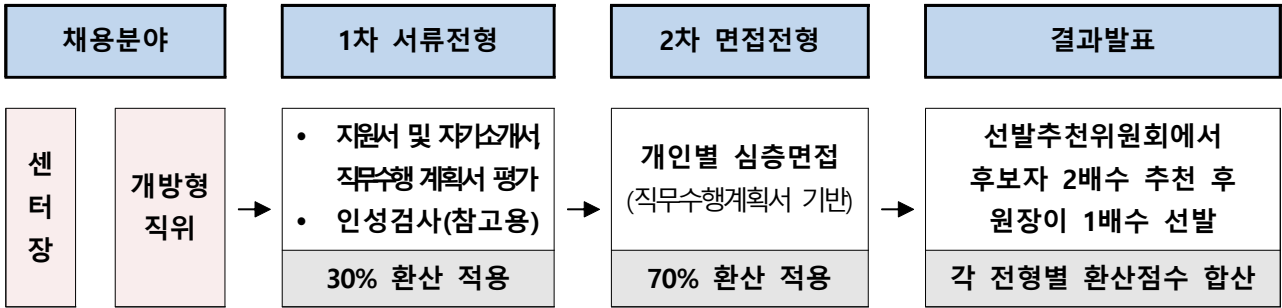 채용분야
1차 서류전형
2차 면접전형
결과발표
센
터
장
개방형
직위
• 지원서 및 자기소개서,
직무수행 계획서 평가
• 인성검사(참고용)
30% 환산 적용
개인별 심층면접
(직무수행계획서 기반)
70% 환산 적용
선발추천위원회에서
후보자 2배수 추천 후
원장이 1배수 선발
각 전형별 환산점수 합산